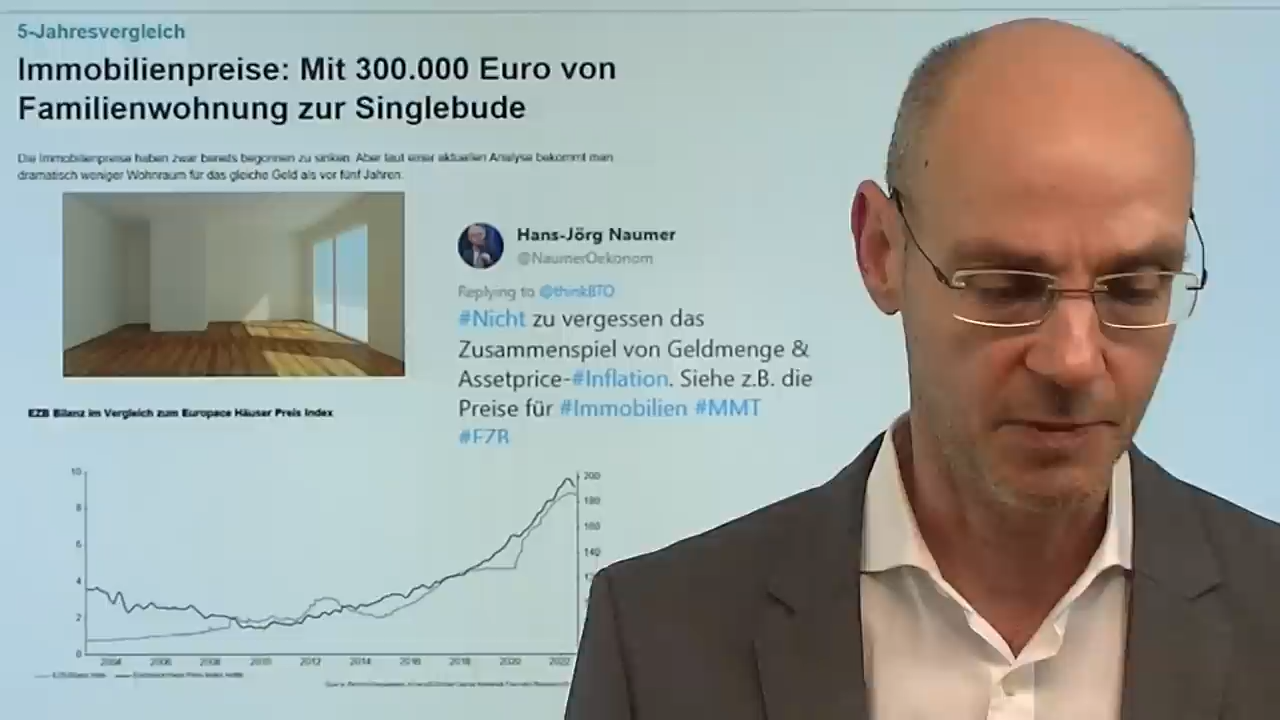 5-Jahresvergleich
Immobilienpreise: Mit 300.000 Euro von
Familienwohnung zur Singlebude
Die Immobilienpreise haben zwar bereits begonnen zu sinken. Aber laut einer aktuellen Analyse bekommt man
dramatisch weniger Wohnraum für das gleiche Geld als vor fünf Jahren.
Hans-Jörg Naumer
@NaumerOekonom
Replying to @thinkBTO
#Nicht zu vergessen das
Zusammenspiel von Geldmenge &
Assetprice-#Inflation. Siehe z.B. die
Preise für #Immobilien #MMT
#EZB
EZB Bilanz im Vergleich zum Europace Häuser Preis Index
10
8
6
4
2
0
200
180
160
140
2004 2006 2008 2010 2012 2014 2016 2018 2020 2022